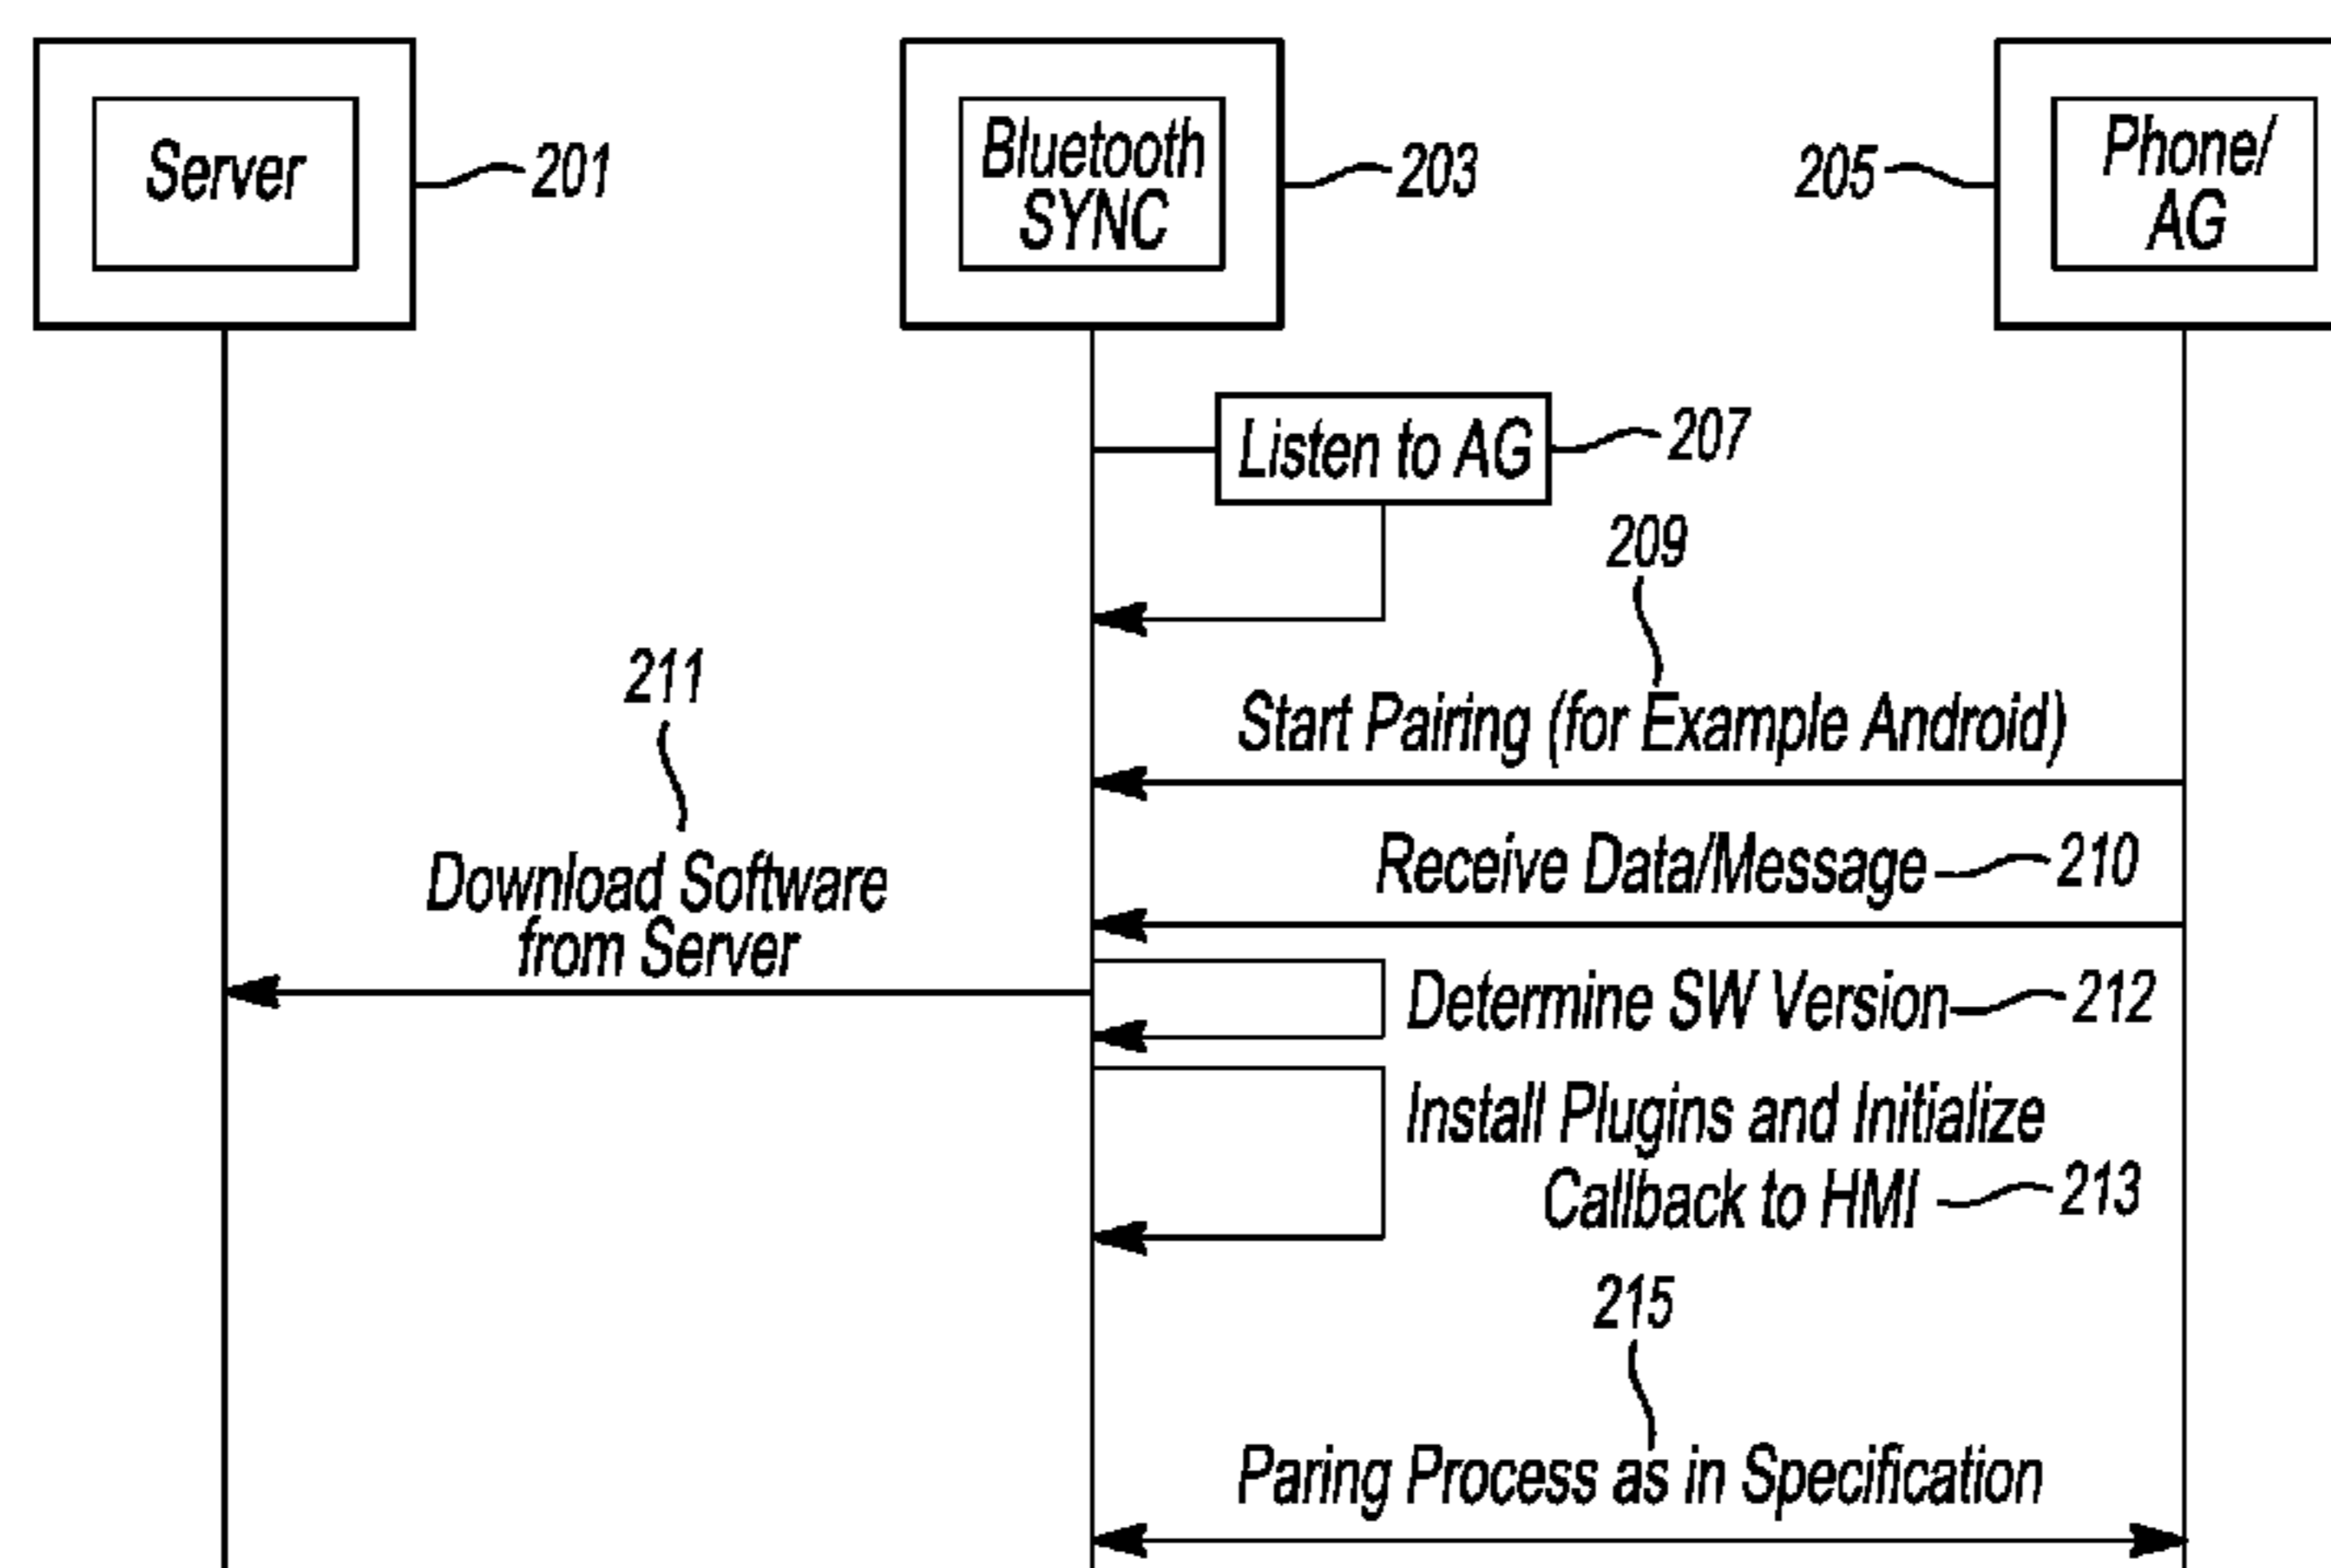 Server
201
Bluetooth
SYNC
203
205
Phone/
AG
Listen to AG
207
209
Start Pairing (for Example Android)
211
Download Software
from Server
Receive Data/Message
210
Determine SW Version
212
Install Plugins and Initialize
Callback to HMI
213
215
Paring Process as in Specification